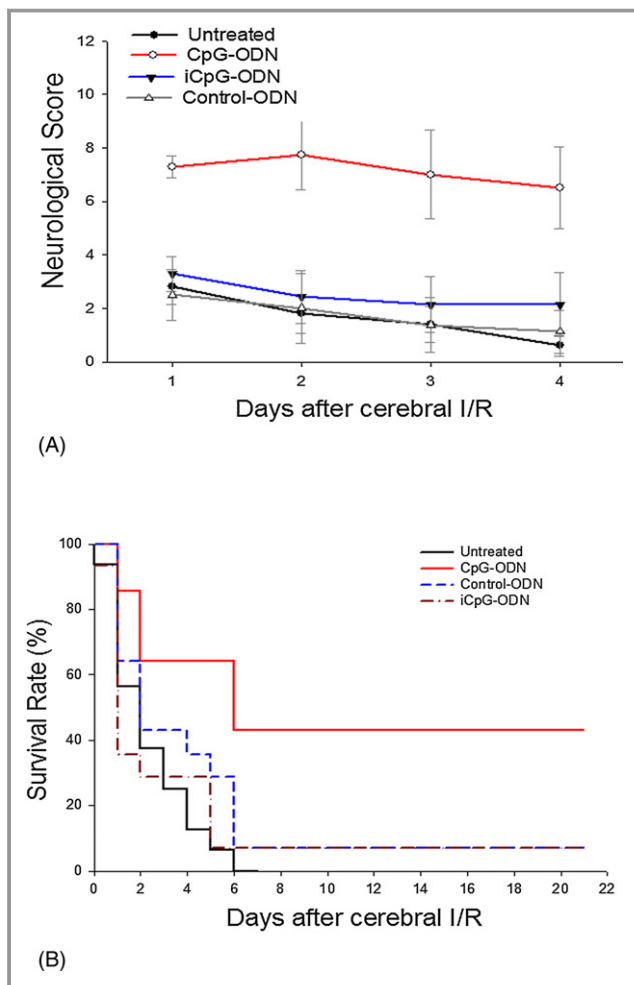 12
10
8
6
4
2
0
Neurological Score
Untreated
CpG-ODN
iCpG-ODN
Control-ODN
1 2 3 4
Days after cerebral I/R
(A)
100
80
60
40
20
0
Survival Rate (%)
Untreated
CpG-ODN
Control-ODN
iCpG-ODN
0 2 4 6 8 10 12 14 16 18 20 22
Days after cerebral I/R
(B)